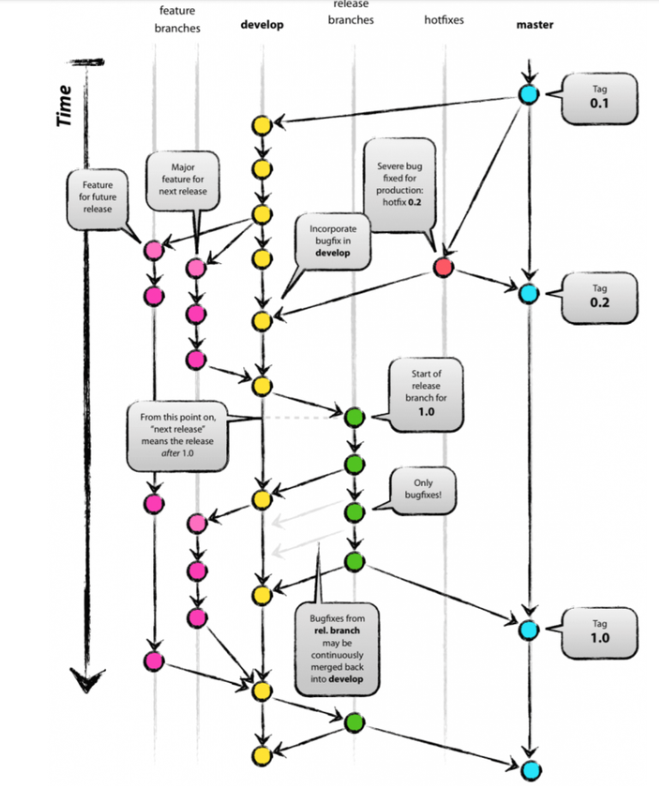 feature
branches
develop
release
branches
hotfixes
master
Time
Tag
0.1
Severe bug
fixed for
production:
hotfix 0.2
Major
feature for
next release
Feature
for future
release
Incorporate
bugfix in
develop
Tag
0.2
Start of
release
branch for
1.0
From this point on,
“next release”
means the release
after 1.0
Only
bugfixes!
Bugfixes from
rel. branch
may be
continuously
merged back
into develop
Tag
1.0